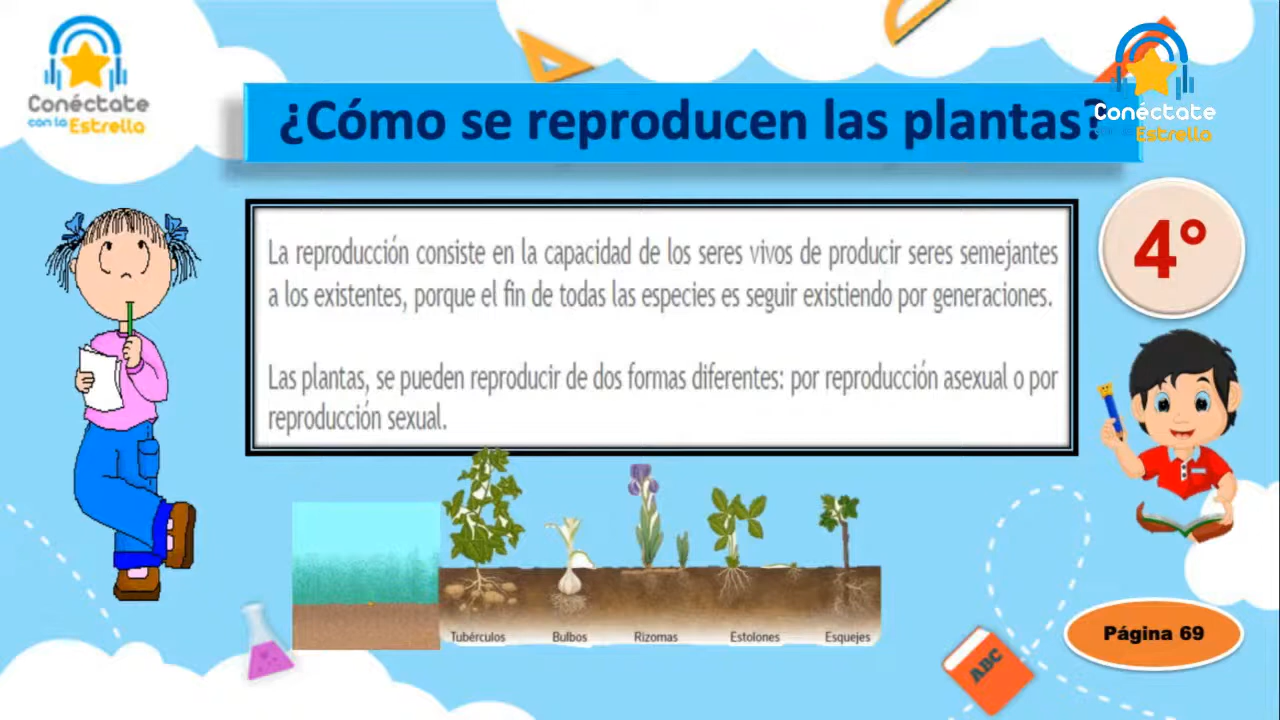 Conéctate
con la Estrella
¿Cómo se reproducen las plantas?
Conéctate
Estrella
La reproducción consiste en la capacidad de los seres vivos de producir seres semejantes
a los existentes, porque el fin de todas las especies es seguir existiendo por generaciones.
Las plantas, se pueden reproducir de dos formas diferentes: por reproducción asexual o por
reproducción sexual.
4°
Tubérculos Bulbos Rizomas Estolones Esquejes
Página 69
ABC